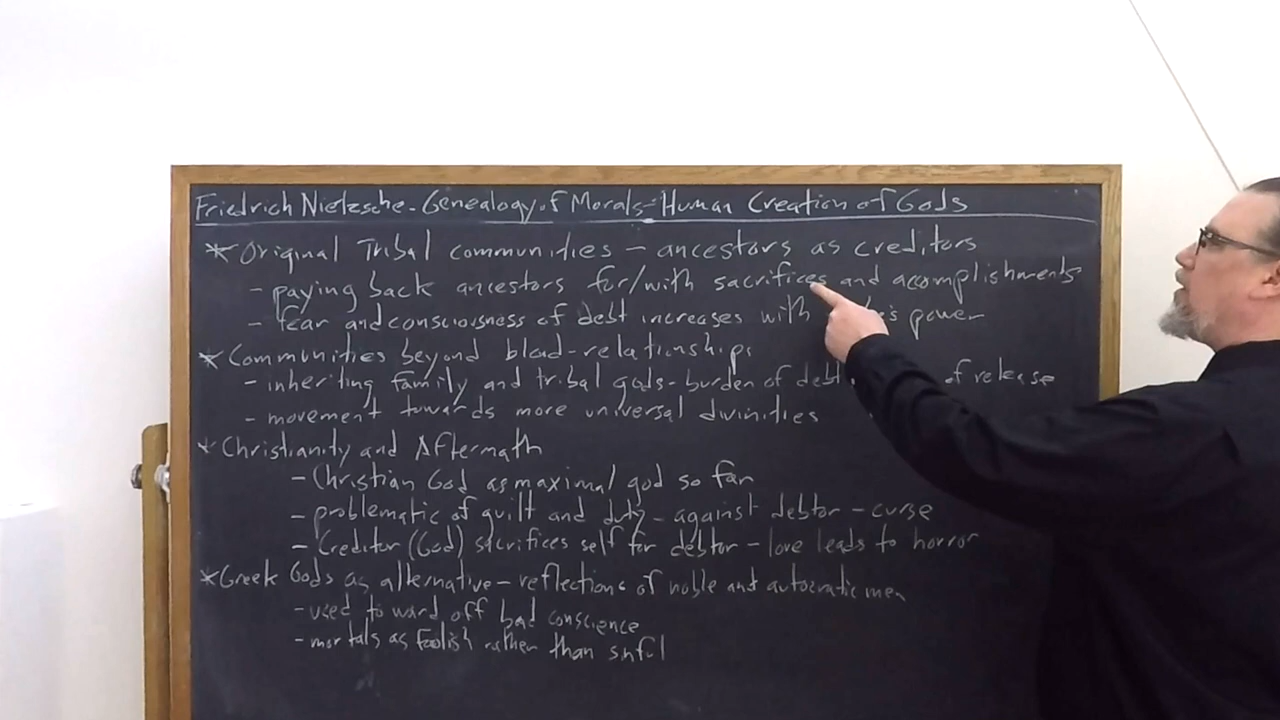 Friedrich Nietzsche - Genealogy of Morals - Human Creation of Gods
* Original Tribal communities - ancestors as creditors
- paying back ancestors for/with sacrifices and accomplishments
- fear and consciousness of debt increases with 's power
* Communities beyond blood-relationships
- inheriting family and tribal gods - burden of debt of release
- movement towards more universal divinities
* Christianity and Aftermath
- Christian God as maximal god so far
- problematic of guilt and duty - against debtor - curse
- Creditor (God) sacrifices self for debtor - love leads to horror
* Greek Gods as alternative - reflections of noble and autocratic men
- used to ward off bad conscience
- mortals as foolish rather than sinful